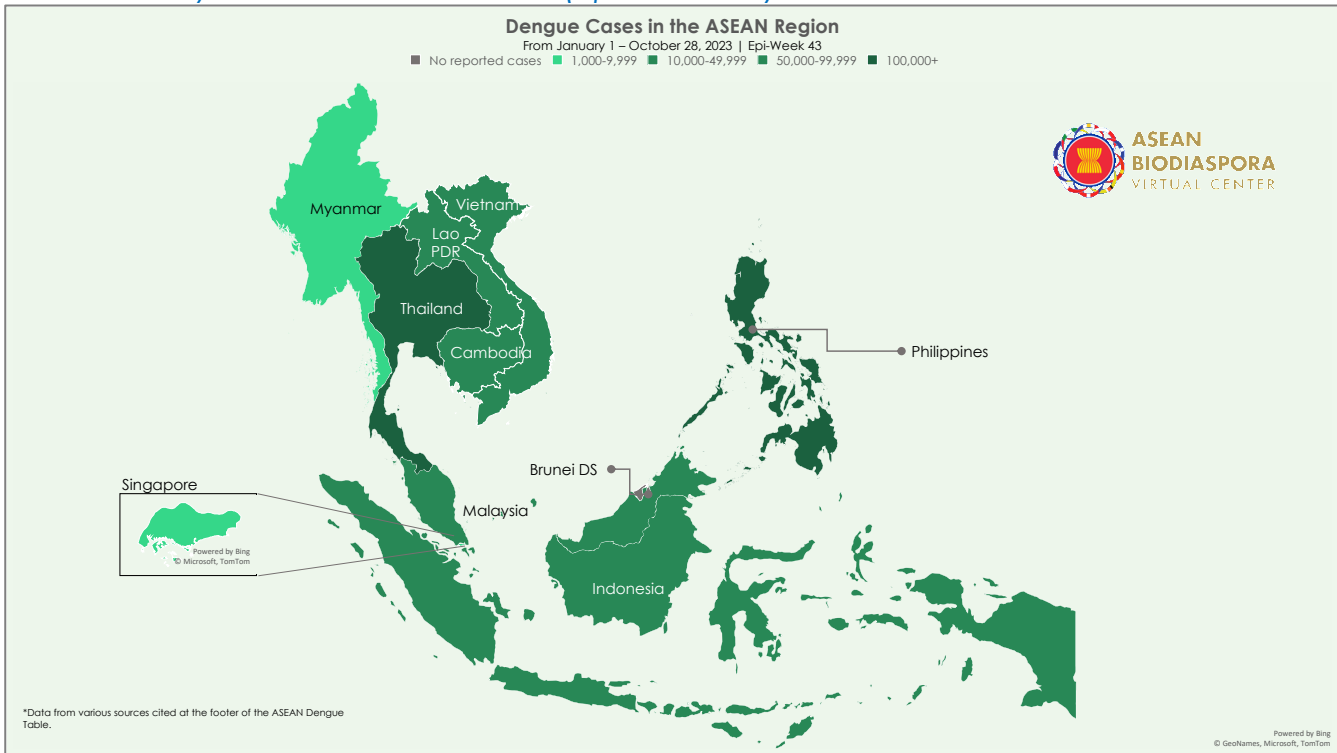 Dengue Cases in the ASEAN Region
From January 1 – October 28, 2023 | Epi-Week 43
No reported cases 1,000-9,999 10,000-49,999 50,000-99,999 100,000+
ASEAN
BIODIASPORA
VIRTUAL CENTER
Myanmar
Vietnam
Lao
PDR
Thailand
Cambodia
Philippines
Brunei DS
Singapore
Malaysia
Powered by Bing
© Microsoft, TomTom
Indonesia
*Data from various sources cited at the footer of the ASEAN Dengue
Table.
Powered by Bing
© GeoNames, Microsoft, TomTom